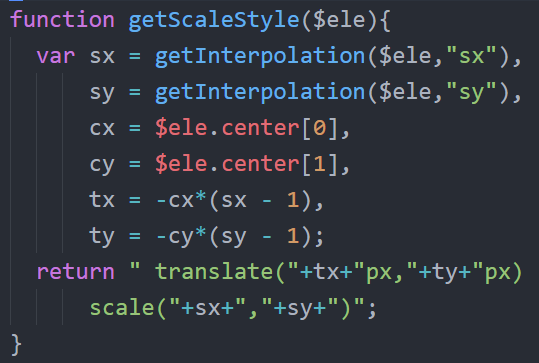 function getScaleStyle($ele){
  var sx = getInterpolation($ele,"sx"),
      sy = getInterpolation($ele,"sy"),
      cx = $ele.center[0],
      cy = $ele.center[1],
      tx = -cx*(sx - 1),
      ty = -cy*(sy - 1);
  return " translate("+tx+"px,"+ty+"px)
      scale("+sx+","+sy+")";
}